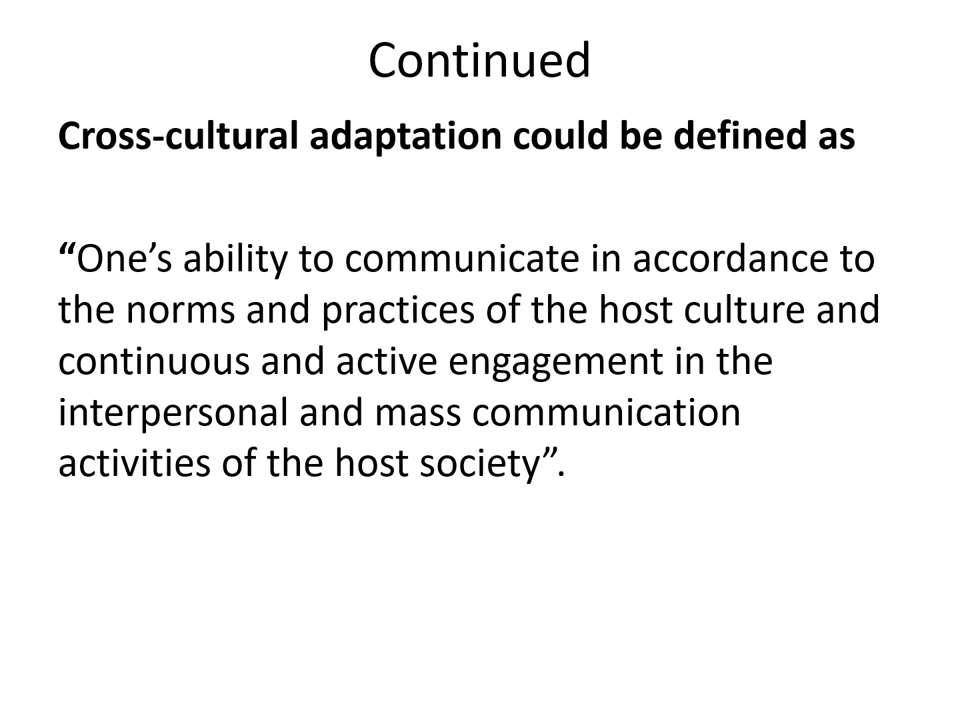 Continued
Cross-cultural adaptation could be defined as
“One’s ability to communicate in accordance to
the norms and practices of the host culture and
continuous and active engagement in the
interpersonal and mass communication
activities of the host society”.